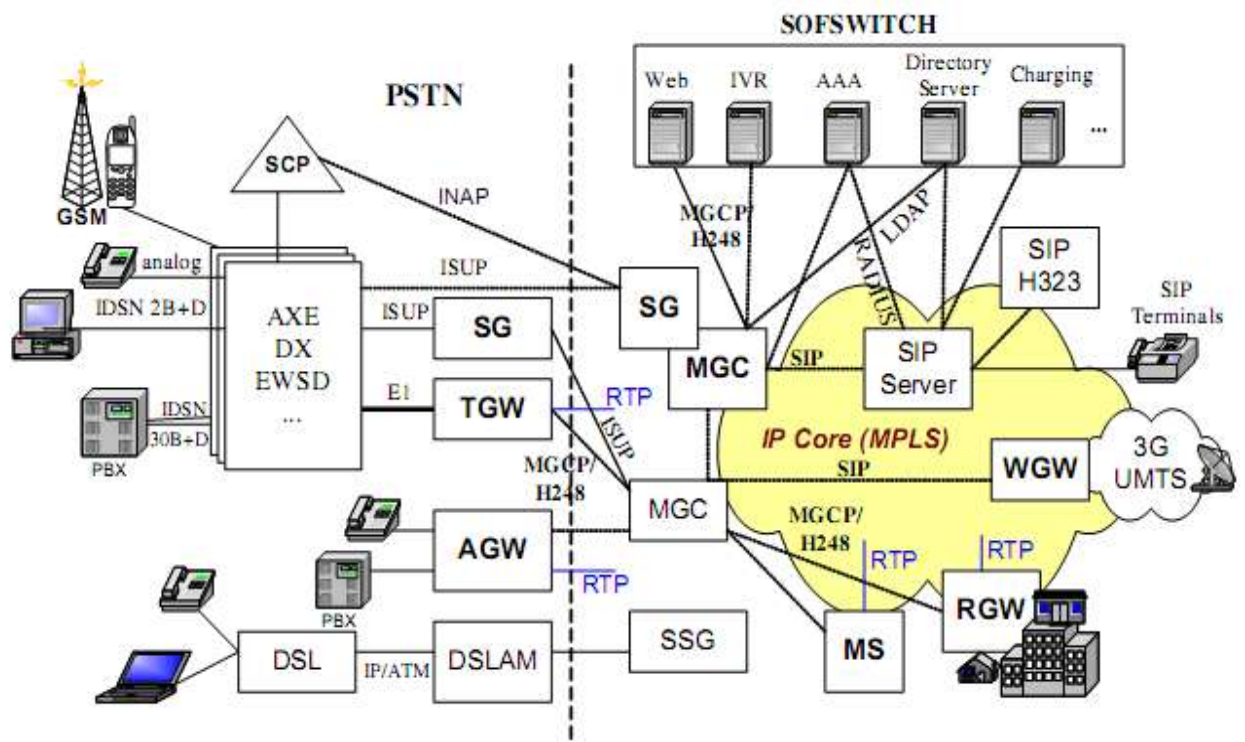 SOFSWITCH
Web
IVR
AAA
Directory
Server
Charging
...
PSTN
GSM
SCP
INAP
MGCP/
H248
LDAP
RADIUS
SIP
H323
SIP
Terminals
analog
IDSN 2B+D
AXE
DX
EWSD
...
ISUP
ISUP
SG
SG
MGC
SIP
SIP
Server
E1
TGW
RTP
ISUP
IDSN
30B+D
PBX
IP Core (MPLS)
SIP
WGW
3G
UMTS
MGCP/
H248
MGC
MGCP/
H248
AGW
RTP
PBX
RTP
RTP
RGW
MS
DSL
IP/ATM
DSLAM
SSG